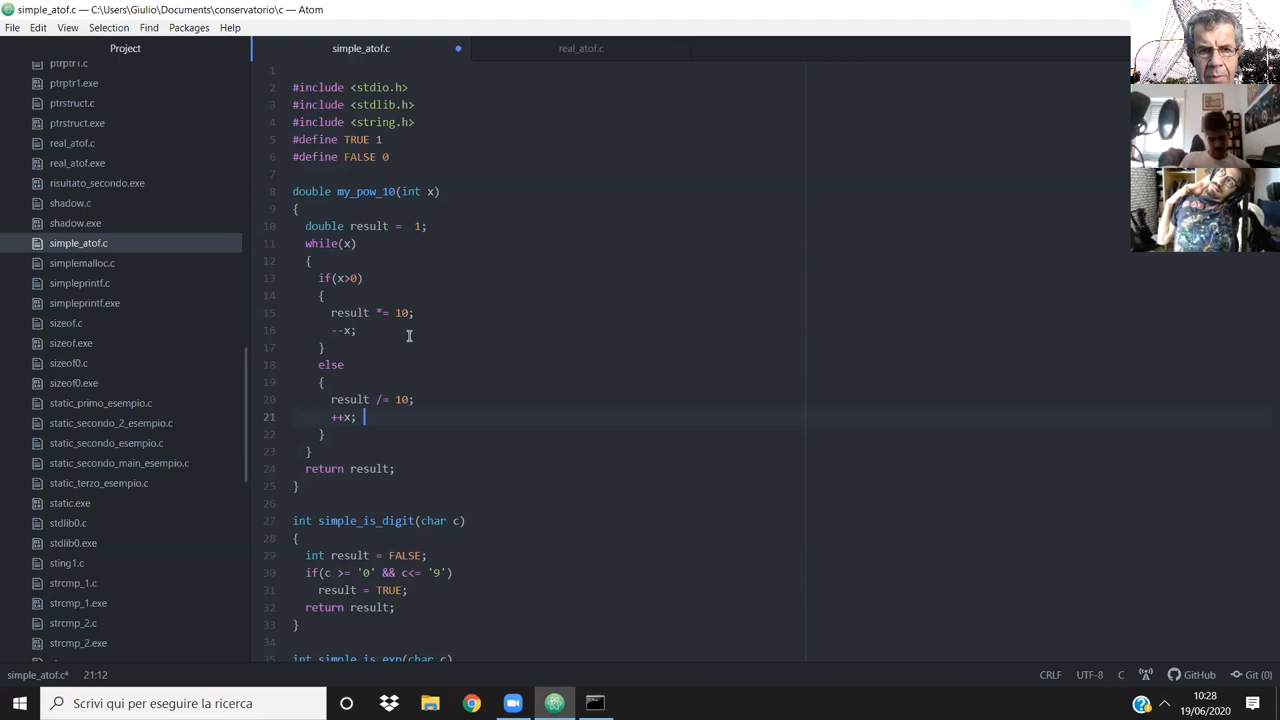 simple_atof.c — C:\Users\Giulio\Documents\conservatorio\c — Atom
File Edit View Selection Find Packages Help
Project
simple_atof.c
real_atof.c
ptrptr1.c
ptrptr1.exe
ptrstruct.c
ptrstruct.exe
real_atof.c
real_atof.exe
risultato_secondo.exe
shadow.c
shadow.exe
simple_atof.c
simplemalloc.c
simpleprintf.c
simpleprintf.exe
sizeof.c
sizeof.exe
sizeof0.c
sizeof0.exe
static_primo_esempio.c
static_secondo_2_esempio.c
static_secondo_esempio.c
static_secondo_main_esempio.c
static_terzo_esempio.c
static.exe
stdlib0.c
stdlib0.exe
sting1.c
strcmp_1.c
strcmp_1.exe
strcmp_2.c
strcmp_2.exe
1
2 #include <stdio.h>
3 #include <stdlib.h>
4 #include <string.h>
5 #define TRUE 1
6 #define FALSE 0
7
8 double my_pow_10(int x)
9 {
10 double result =  1;
11 while(x)
12 {
13 if(x>0)
14 {
15 result *= 10;
16 --x;
17 }
18 else
19 {
20 result /= 10;
21 ++x;
22 }
23 }
24 return result;
25 }
26
27 int simple_is_digit(char c)
28 {
29 int result = FALSE;
30 if(c >= '0' && c<= '9')
31 result = TRUE;
32 return result;
33 }
34
35 int simple_is_exp(char c)
simple_atof.c* 21:12
CRLF UTF-8 C GitHub Git (0)
Scrivi qui per eseguire la ricerca
10:28
19/06/2020